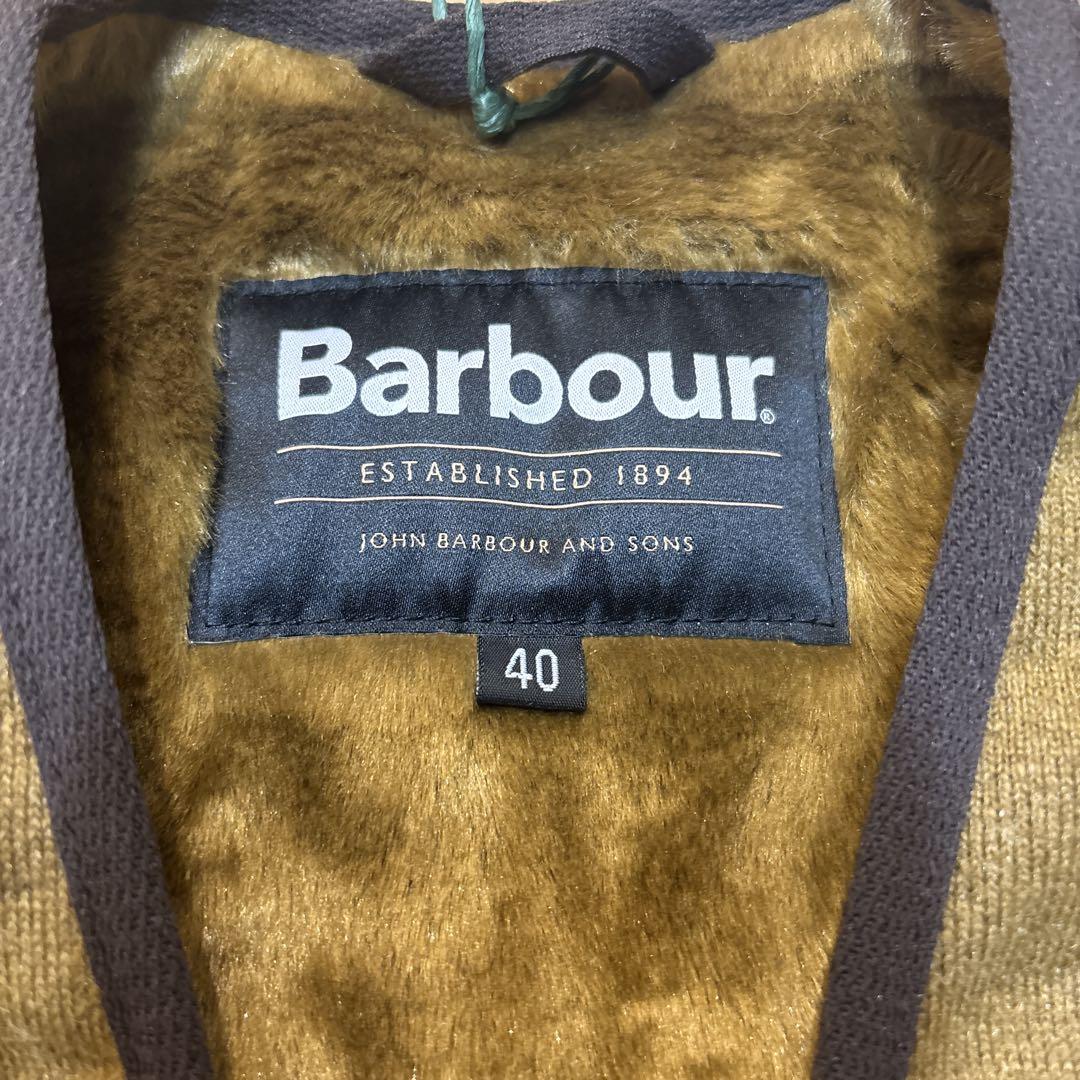 Barbour®
ESTABLISHED 1894
JOHN BARBOUR AND SONS
40